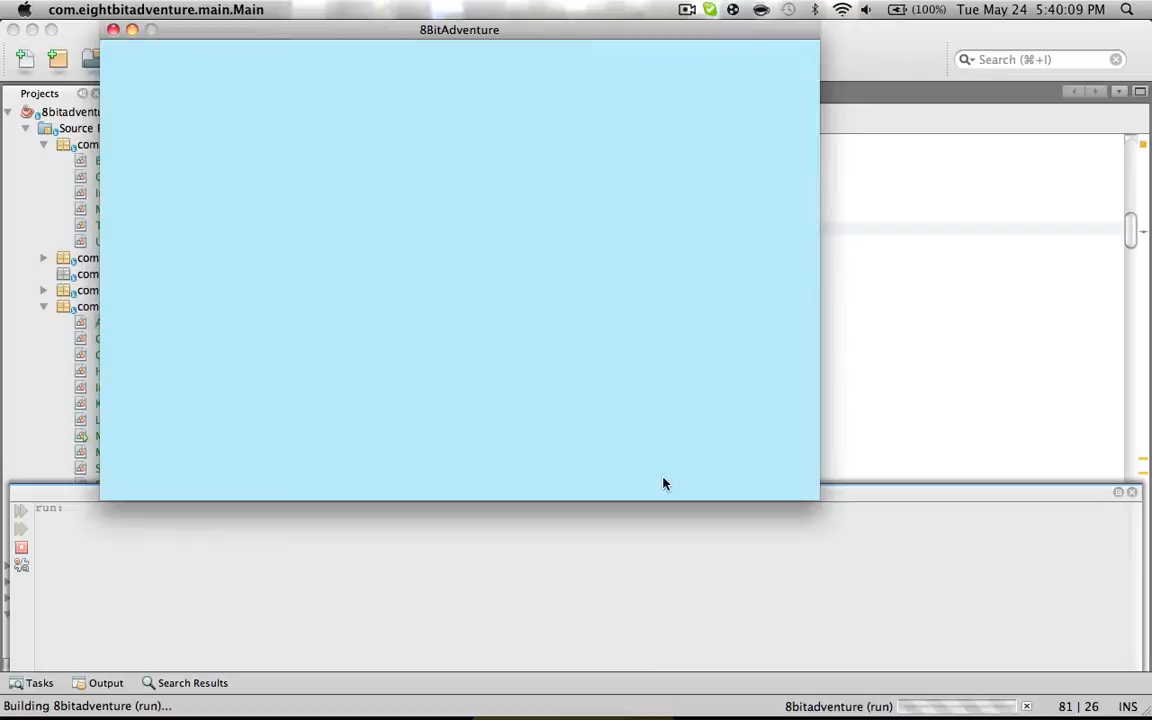 com.eightbitadventure.main.Main
(100%) Tue May 24 5:40:09 PM
8BitAdventure
Search (⌘+I)
Projects
8bitadventu
Source F
com
com
com
com
com
run:
Tasks
Output
Search Results
Building 8bitadventure (run)...
8bitadventure (run)
81 | 26
INS